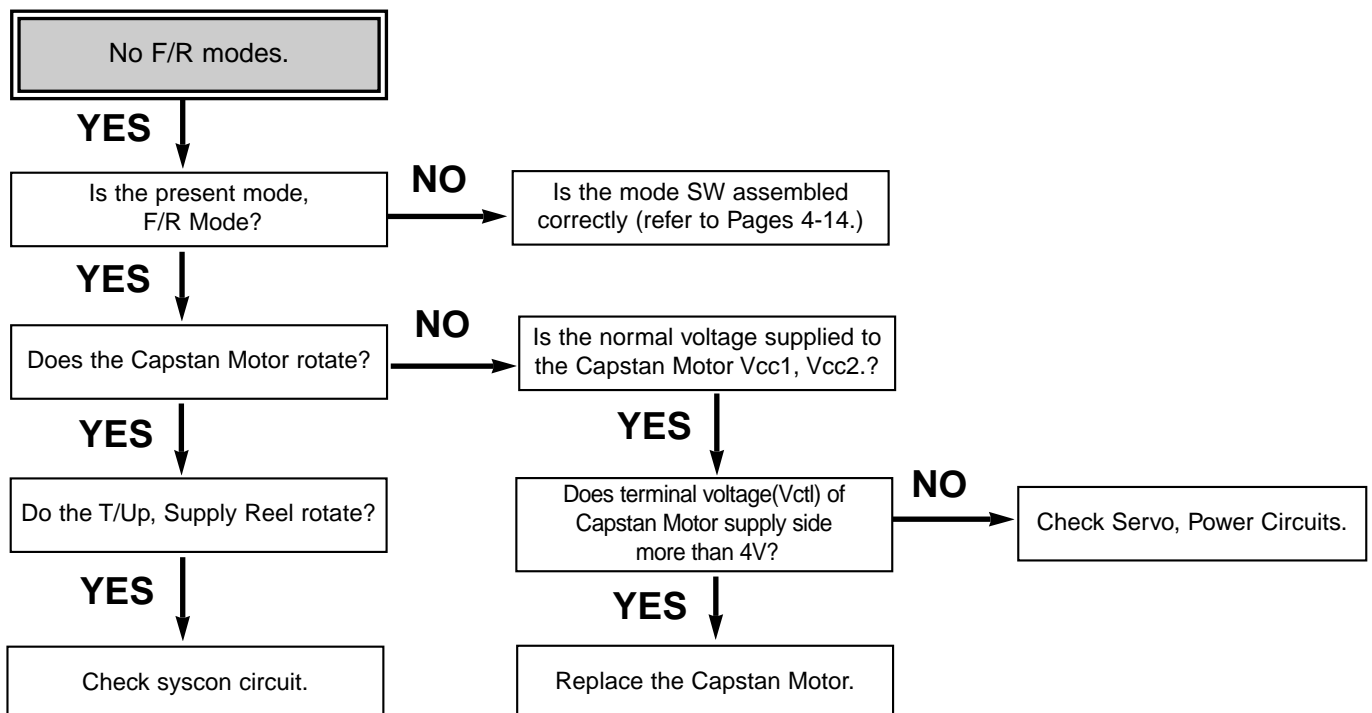 No F/R modes.
YES
Is the present mode,
F/R Mode?
NO
Is the mode SW assembled
correctly (refer to Pages 4-14.)
YES
Does the Capstan Motor rotate?
NO
Is the normal voltage supplied to
the Capstan Motor Vcc1, Vcc2.?
YES
YES
Do the T/Up, Supply Reel rotate?
Does terminal voltage(Vctl) of
Capstan Motor supply side
more than 4V?
NO
Check Servo, Power Circuits.
YES
YES
Check syscon circuit.
Replace the Capstan Motor.